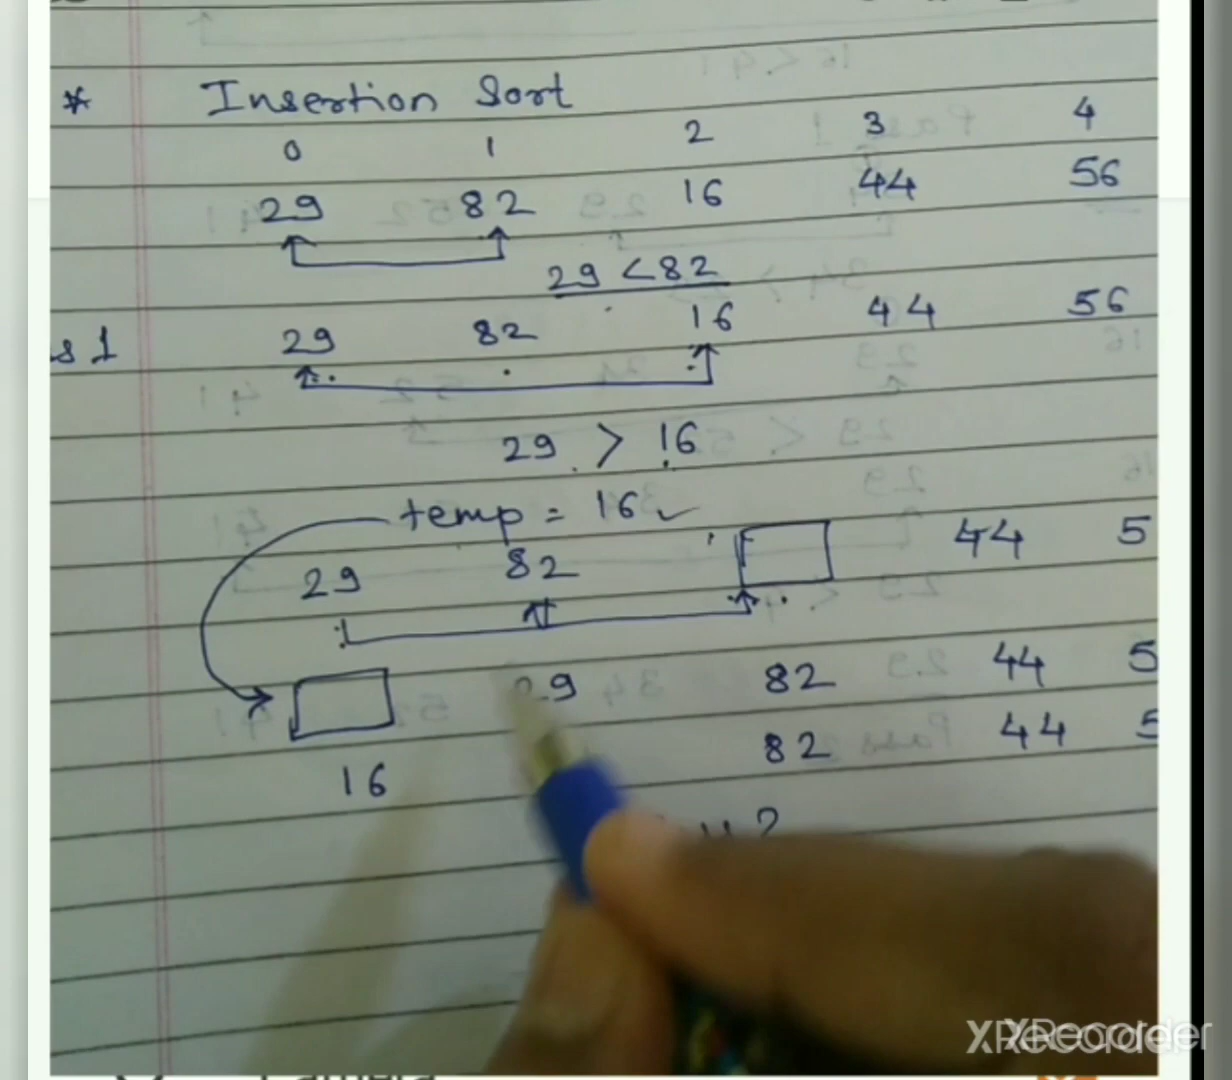 * Insertion Sort
0 1 2 3 4
29 82 16 44 56
29 < 82
s 1 29 82 16 44 56
29 > 16
temp = 16 ✓
29 82 44 5
29 82 44 5
16 82 44 5
XRecorder